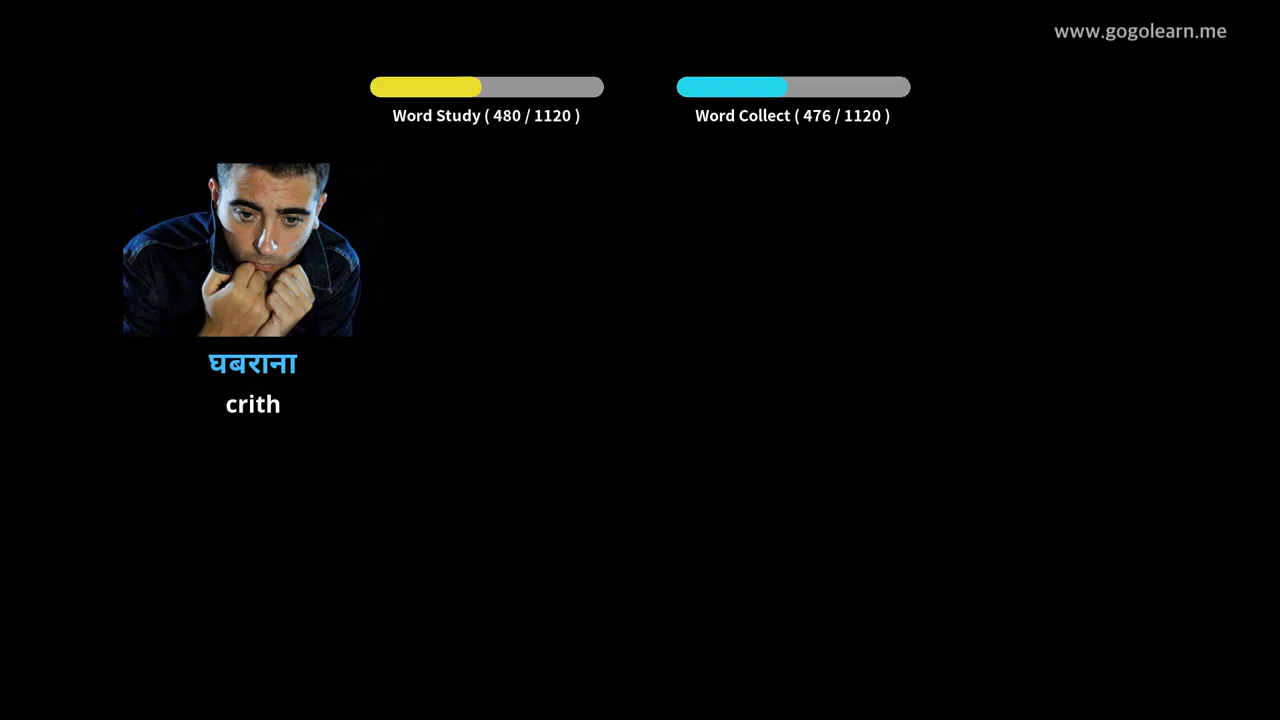 www.gogolearn.me
Word Study ( 480 / 1120 )
Word Collect ( 476 / 1120 )
घबराना
crith